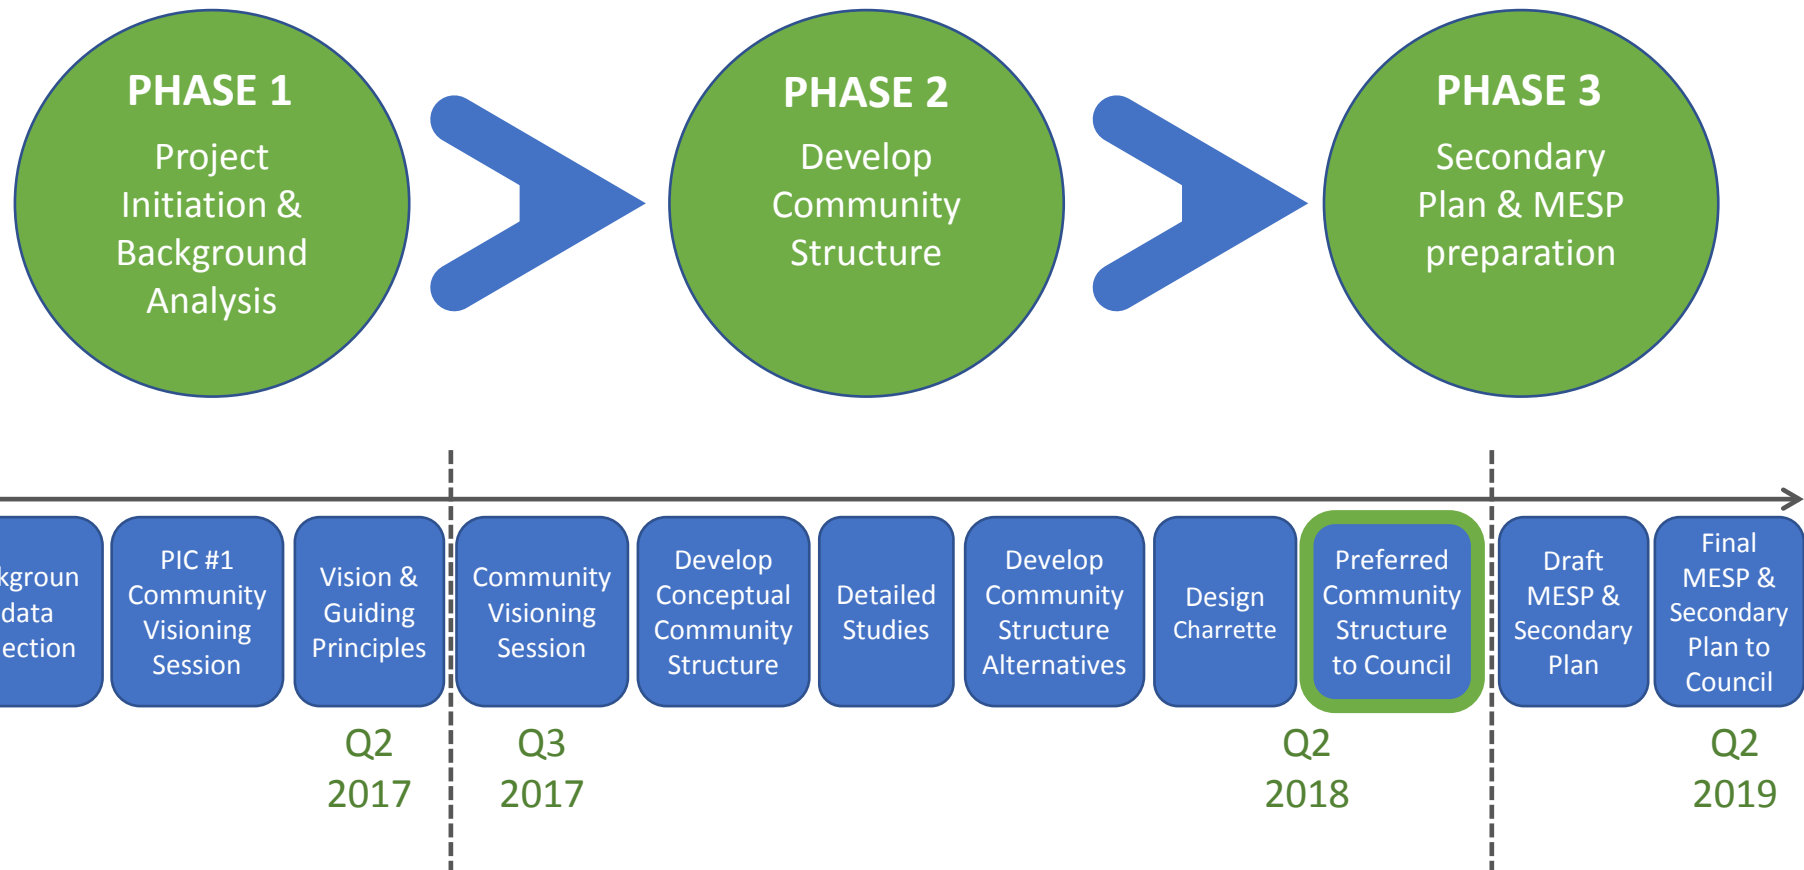 PHASE 1
Project
Initiation &
Background
Analysis
PHASE 2
Develop
Community
Structure
PHASE 3
Secondary
Plan & MESP
preparation
kgroun
data
ection
PIC #1
Community
Visioning
Session
Vision &
Guiding
Principles
Community
Visioning
Session
Develop
Conceptual
Community
Structure
Detailed
Studies
Develop
Community
Structure
Alternatives
Design
Charrette
Preferred
Community
Structure
to Council
Draft
MESP &
Secondary
Plan
Final
MESP &
Secondary
Plan to
Council
Q2
2017
Q3
2017
Q2
2018
Q2
2019